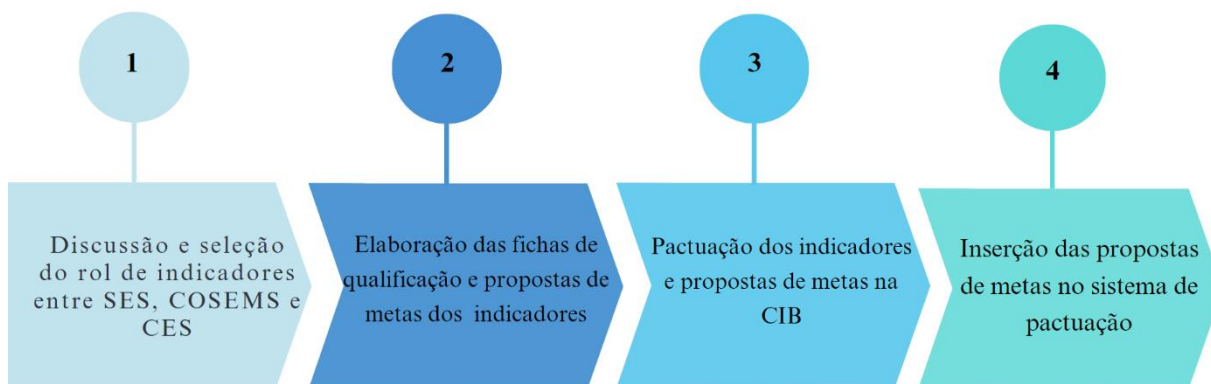 1
Discussão e seleção
do rol de indicadores
entre SES, COSEMS e
CES
2
Elaboração das fichas de
qualificação e propostas de
metas dos indicadores
3
Pactuação dos indicadores
e propostas de metas na
CIB
4
Inserção das propostas
de metas no sistema de
pactuação